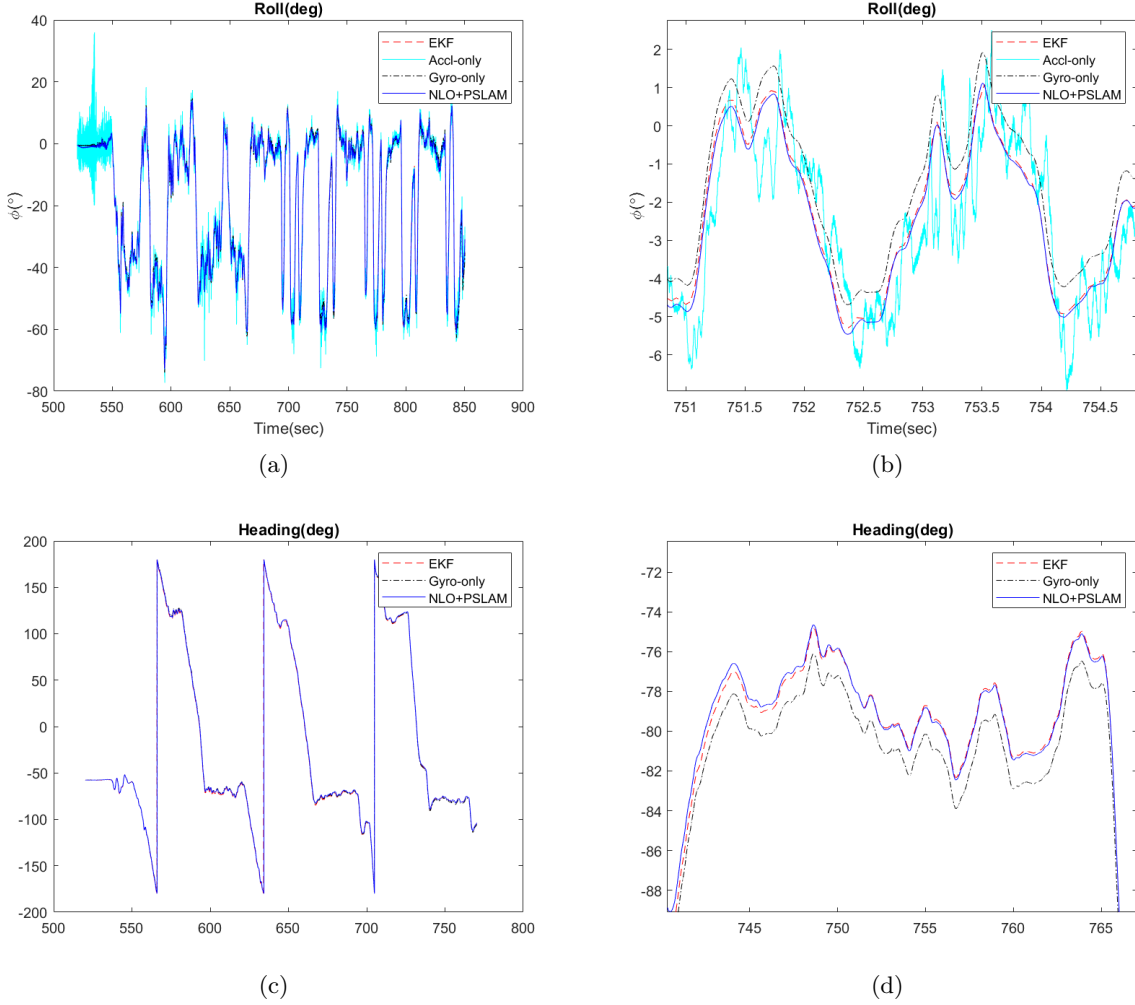 Roll(deg)
40
20
0
-20
-40
-60
-80
ϕ(°)
500
550
600
650
700
750
800
850
900
Time(sec)
EKF
Accl-only
Gyro-only
NLO+PSLAM
(a)
Roll(deg)
2
1
0
-1
-2
-3
-4
-5
-6
ϕ(°)
751
751.5
752
752.5
753
753.5
754
754.5
Time(sec)
EKF
Accl-only
Gyro-only
NLO+PSLAM
(b)
Heading(deg)
200
150
100
50
0
-50
-100
-150
-200
500
550
600
650
700
750
800
EKF
Gyro-only
NLO+PSLAM
(c)
Heading(deg)
-72
-74
-76
-78
-80
-82
-84
-86
-88
745
750
755
760
765
EKF
Gyro-only
NLO+PSLAM
(d)